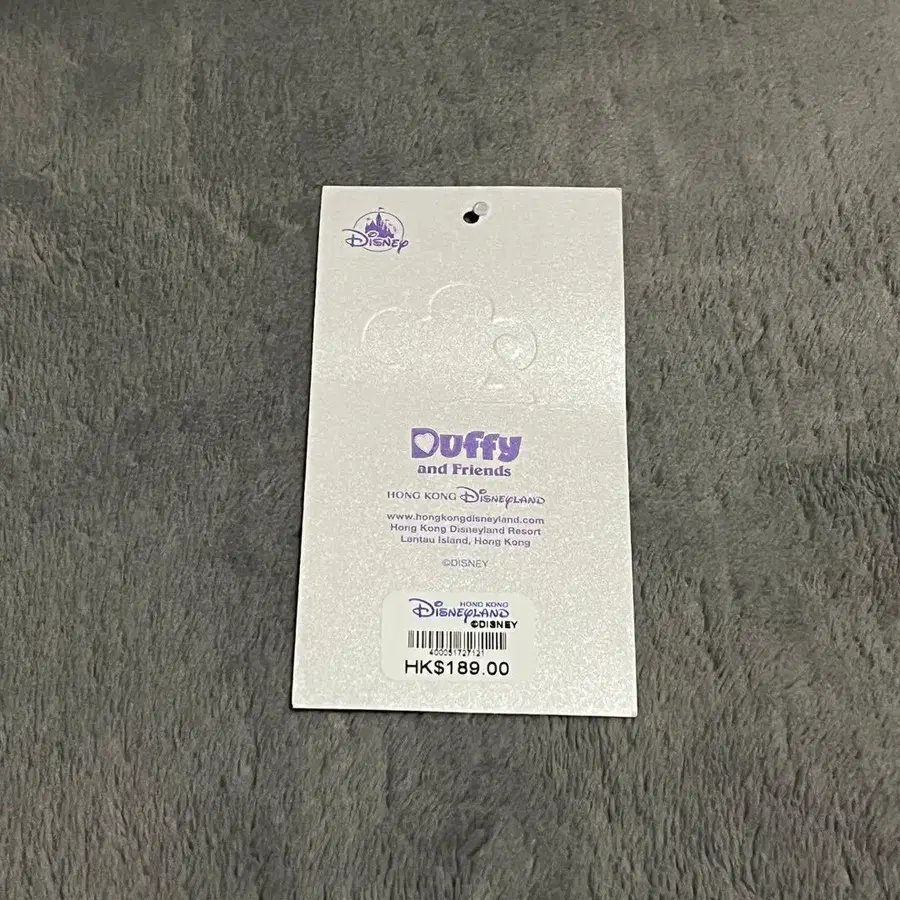 Disney
Duffy
and Friends
HONG KONG DISNEYLAND
www.hongkongdisneyland.com
Hong Kong Disneyland Resort
Lantau Island, Hong Kong
©DISNEY
HONG KONG
DISNEYLAND
©DISNEY
400051727121
HK$189.00